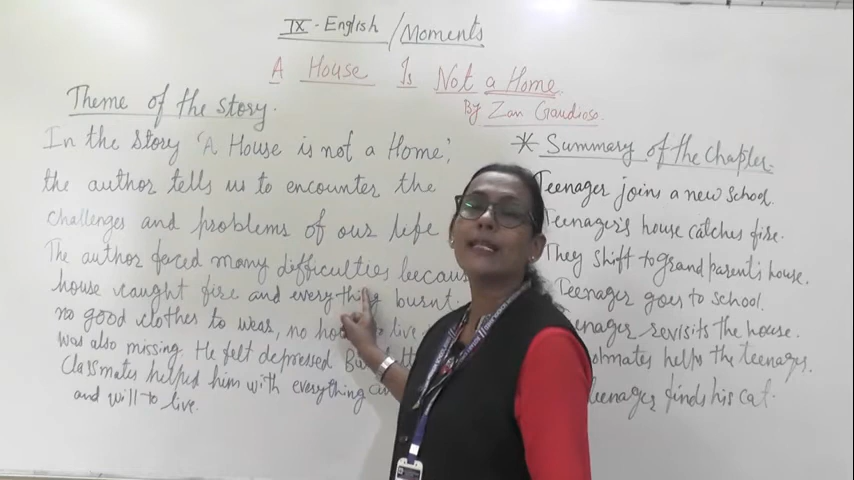 IX - English / Moments
A House Is Not a Home
By Zan Gaudioso.
Theme of the story.
In the story 'A House is not a Home',
the author tells us to encounter the
challenges and problems of our life
The author faced many difficulties becaus
house caught fire and everything burnt.
no good clothes to wear, no live
was also missing. He felt depressed
Classmates helped him with everything
and will to live.
* Summary of the Chapter.
Teenager joins a new school.
Teenager's house catches fire.
They shift to grandparent's house.
Teenager goes to school.
Teenager revisits the house.
helps the teenager.
Teenager finds his cat.